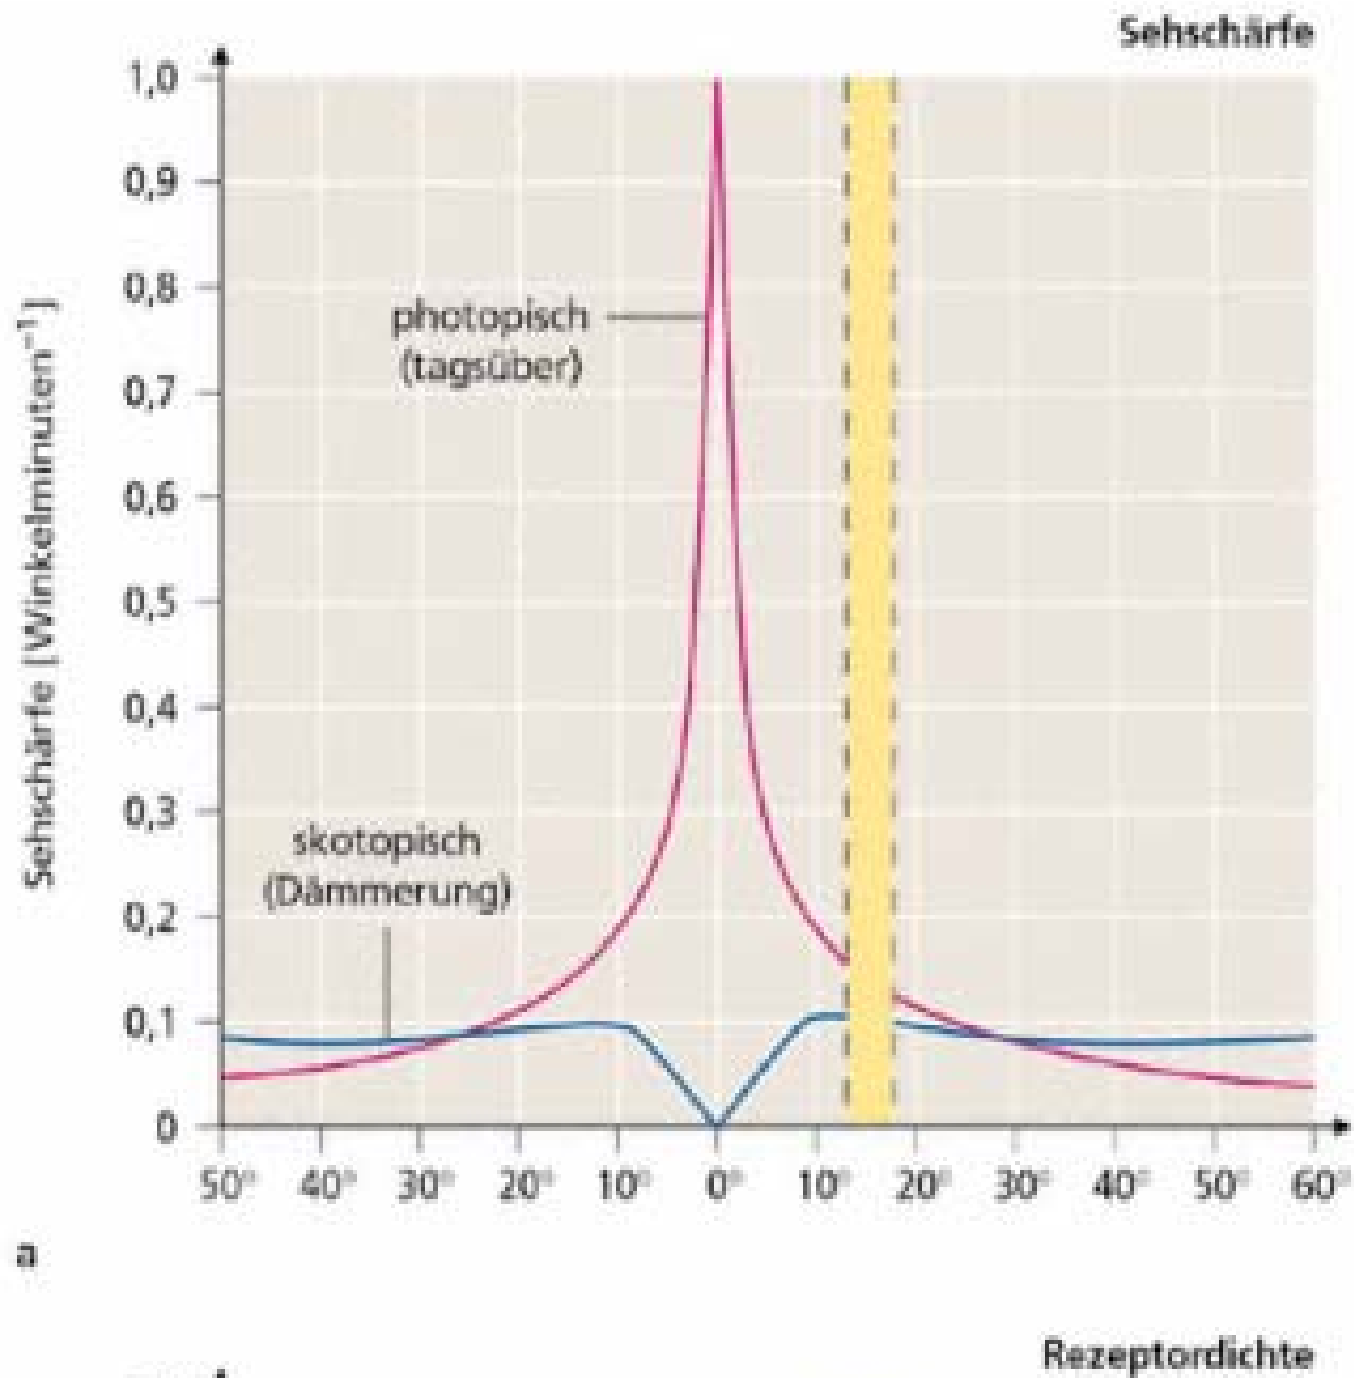 Sehschärfe
1,0
0,9
0,8
photopisch
(tagsüber)
0,7
0,6
0,5
0,4
0,3
skotopisch
(Dämmerung)
0,2
0,1
0
Sehschärfe [Winkelminuten⁻¹]
50° 40° 30° 20° 10° 0° 10° 20° 30° 40° 50° 60°
a
Rezeptordichte